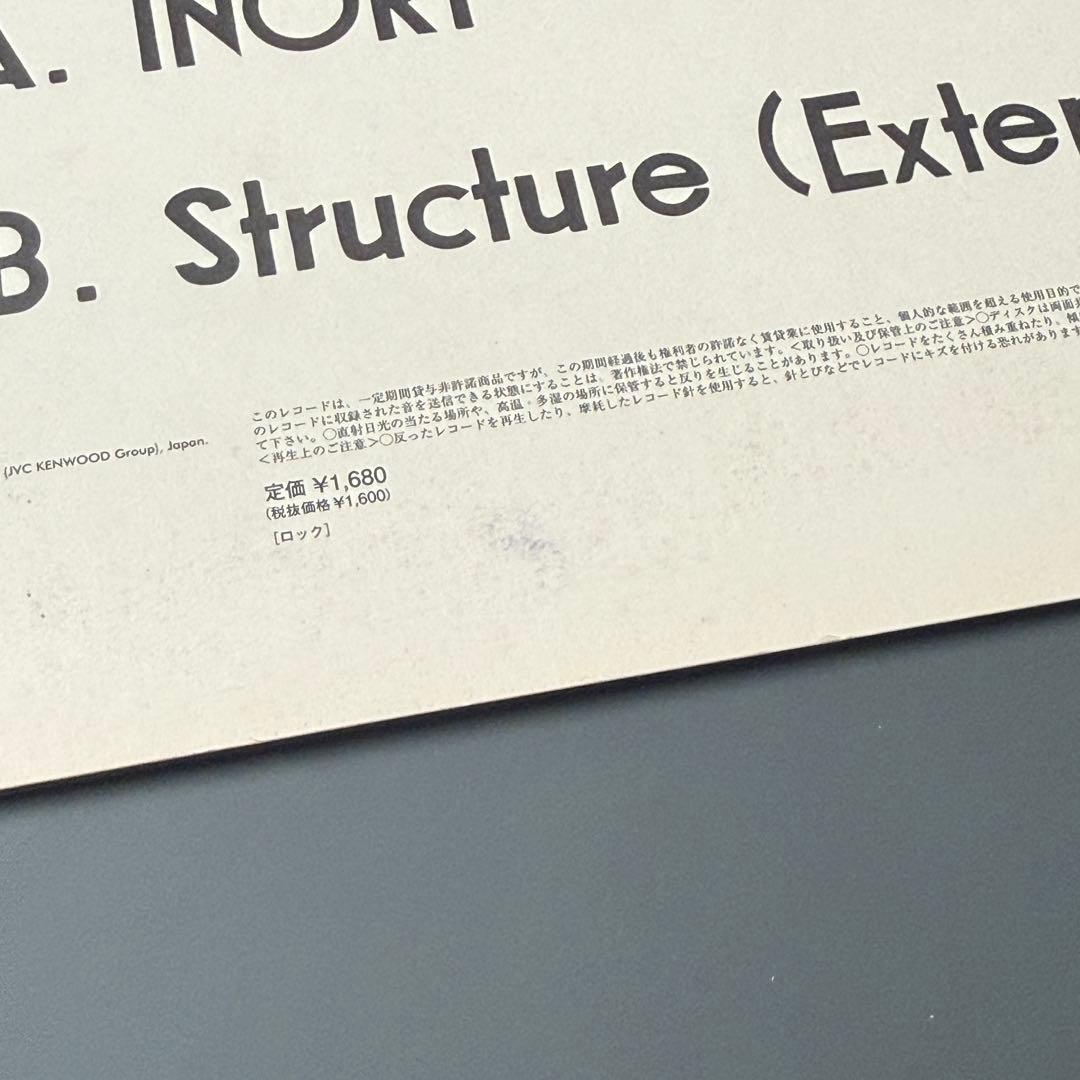 A. INORI
B. Structure (Exten
このレコードは、一定期間貸与非許諾商品ですが、この期間経過後も権利者の許諾なく賃貸業に使用すること、個人的な範囲を超える使用目的で
のレコードに収録された音を送信できる状態にすることは、著作権法で禁じられています。<取り扱い及び保管上のご注意>○ディスクは両面共
て下さい。○直射日光の当たる場所や、高温・多湿の場所に保管すると反りを生じることがあります。○レコードをたくさん積み重ねたり、傾
<再生上のご注意>○反ったレコードを再生したり、摩耗したレコード針を使用すると、針とびなどでレコードにキズを付ける恐れがあります
(JVC KENWOOD Group), Japan.
定価 ¥1,680
(税抜価格 ¥1,600)
[ロック]